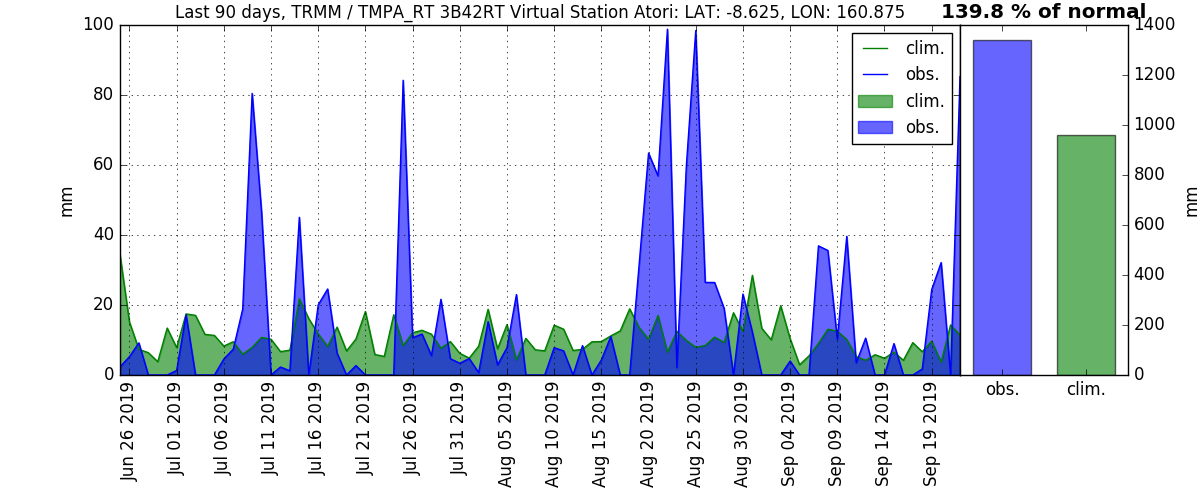 Last 90 days, TRMM / TMPA_RT 3B42RT Virtual Station Atori: LAT: -8.625, LON: 160.875
139.8 % of normal
mm
100
80
60
40
20
0
clim.
obs.
clim.
obs.
Jun 26 2019
Jul 01 2019
Jul 06 2019
Jul 11 2019
Jul 16 2019
Jul 21 2019
Jul 26 2019
Jul 31 2019
Aug 05 2019
Aug 10 2019
Aug 15 2019
Aug 20 2019
Aug 25 2019
Aug 30 2019
Sep 04 2019
Sep 09 2019
Sep 14 2019
Sep 19 2019
1400
1200
1000
800
600
400
200
0
mm
obs.
clim.